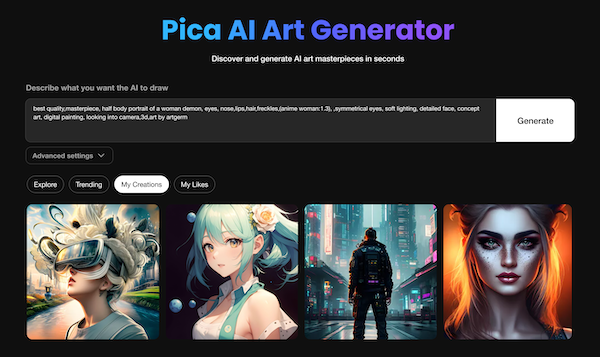 Pica AI Art Generator
Discover and generate AI art masterpieces in seconds
Describe what you want the AI to draw
best quality,masterpiece, half body portrait of a woman demon, eyes, nose,lips,hair,freckles,(anime woman:1.3), ,symmetrical eyes, soft lighting, detailed face, concept
art, digital painting, looking into camera,3d,art by artgerm
Generate
Advanced settings
Explore
Trending
My Creations
My Likes